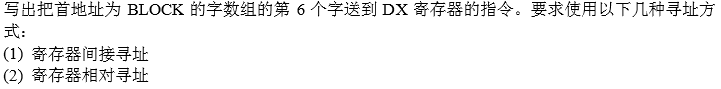 写出把首地址为 BLOCK 的字数组的第 6 个字送到 DX 寄存器的指令。要求使用以下几种寻址方
式：
(1) 寄存器间接寻址
(2) 寄存器相对寻址